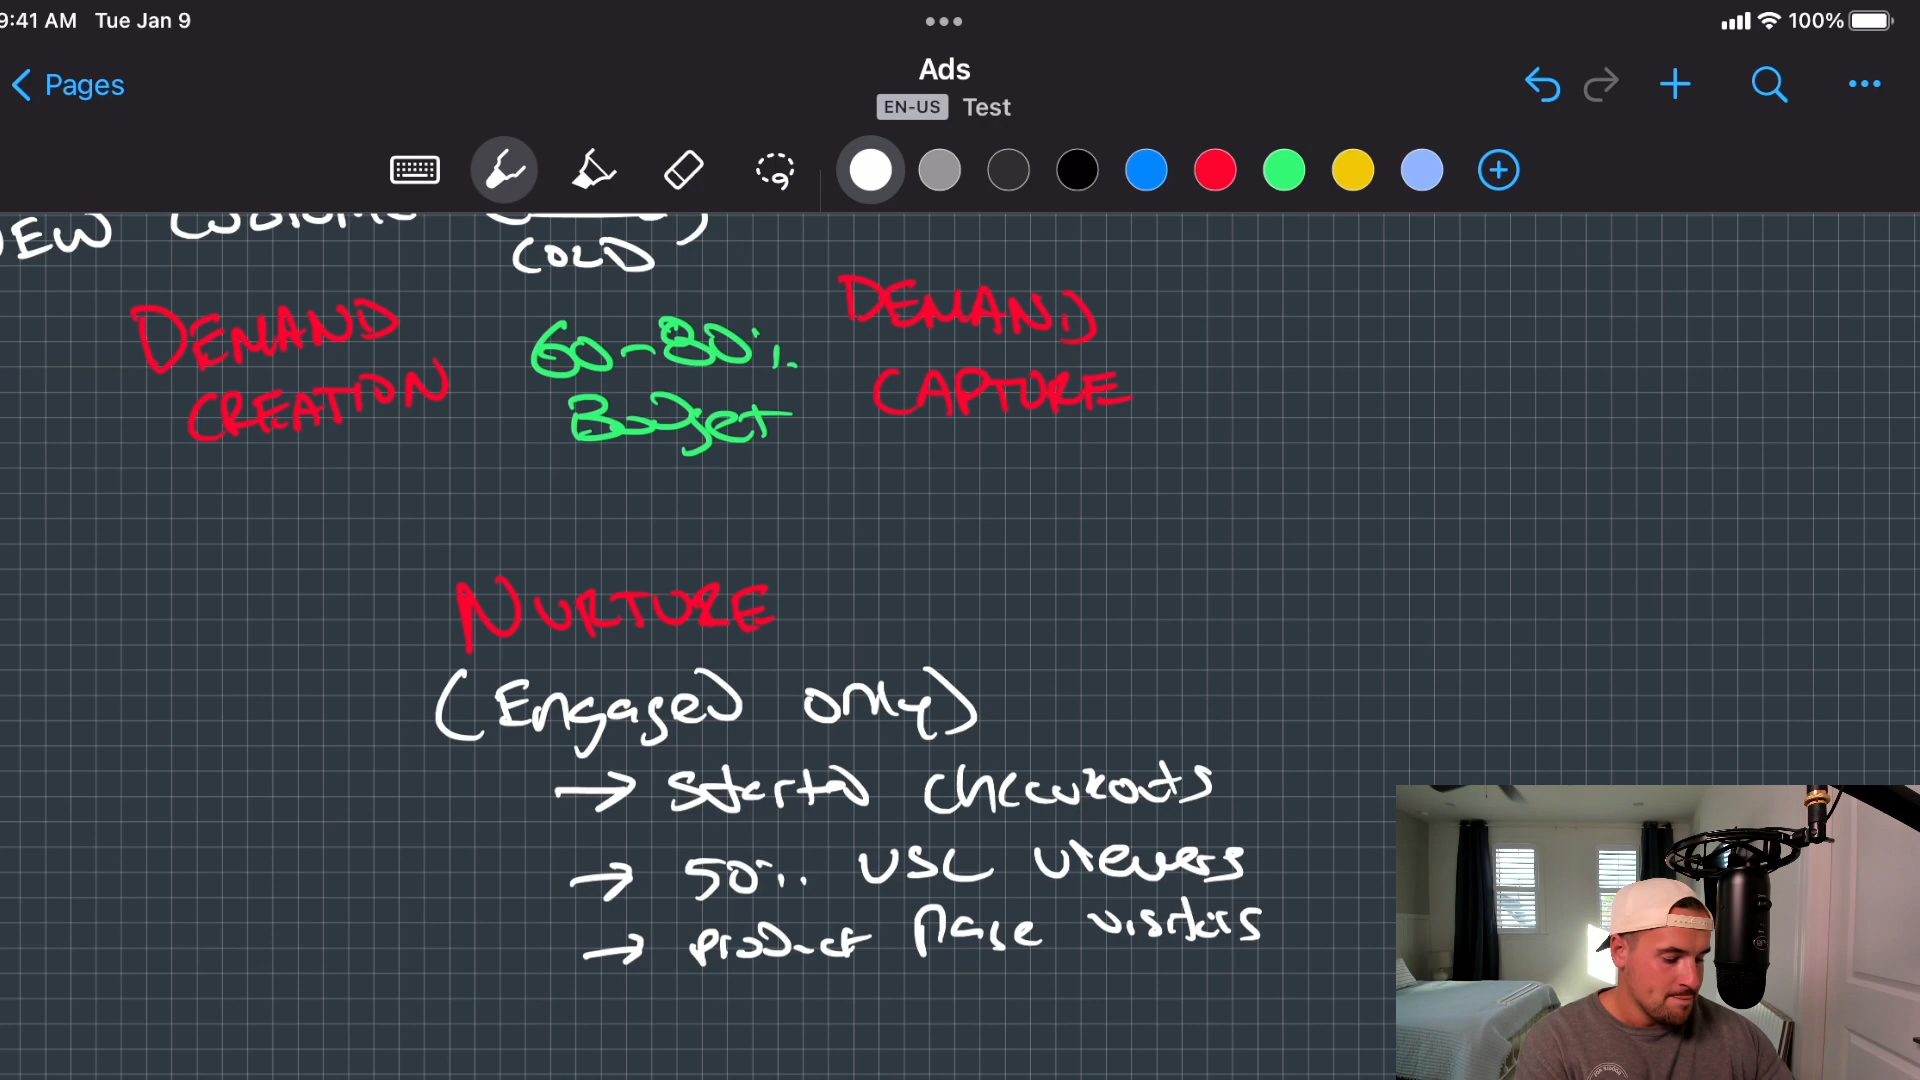 9:41 AM Tue Jan 9
100%
Pages
Ads
EN-US Test
COLD
DEMAND
CREATION
60-80%
Budget
DEMAND
CAPTURE
NURTURE
(Engaged only)
→ started checkouts
→ 50% VSL viewers
→ product page visitors